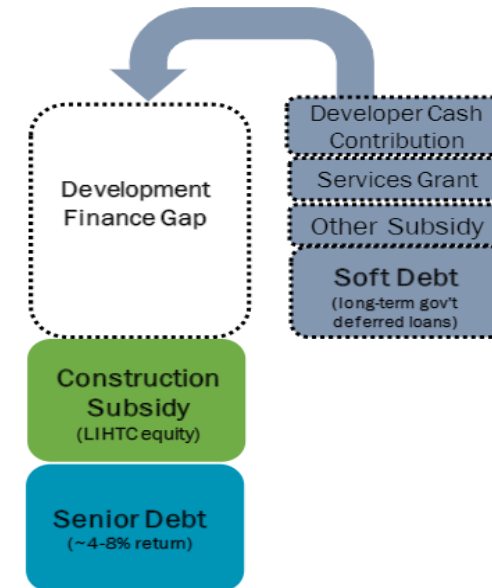 Development
Finance Gap
Construction
Subsidy
(LIHTC equity)
Senior Debt
(~4-8% return)
Developer Cash
Contribution
Services Grant
Other Subsidy
Soft Debt
(long-term gov't
deferred loans)